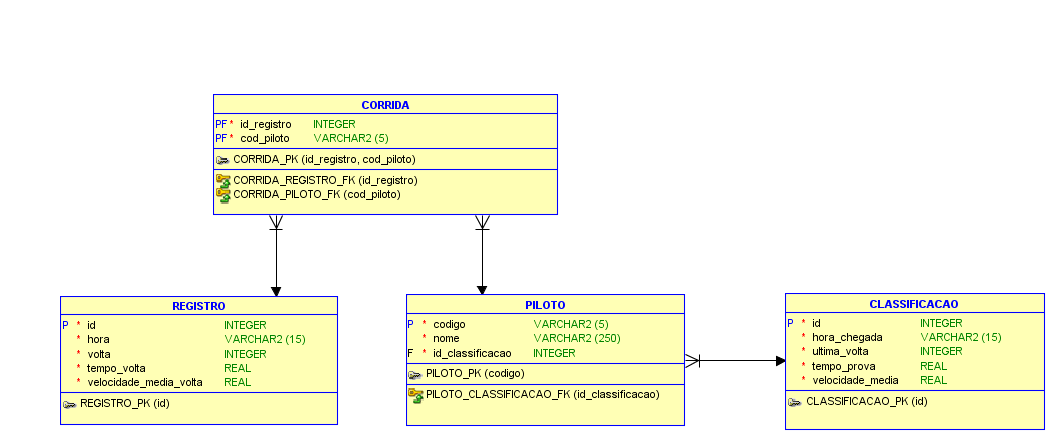 CORRIDA
PF * id_registro INTEGER
PF * cod_piloto VARCHAR2 (5)
CORRIDA_PK (id_registro, cod_piloto)
CORRIDA_REGISTRO_FK (id_registro)
CORRIDA_PILOTO_FK (cod_piloto)
REGISTRO
P * id INTEGER
* hora VARCHAR2 (15)
* volta INTEGER
* tempo_volta REAL
* velocidade_media_volta REAL
REGISTRO_PK (id)
PILOTO
P * codigo VARCHAR2 (5)
* nome VARCHAR2 (250)
F * id_classificacao INTEGER
PILOTO_PK (codigo)
PILOTO_CLASSIFICACAO_FK (id_classificacao)
CLASSIFICACAO
P * id INTEGER
* hora_chegada VARCHAR2 (15)
* ultima_volta INTEGER
* tempo_prova REAL
* velocidade_media REAL
CLASSIFICACAO_PK (id)